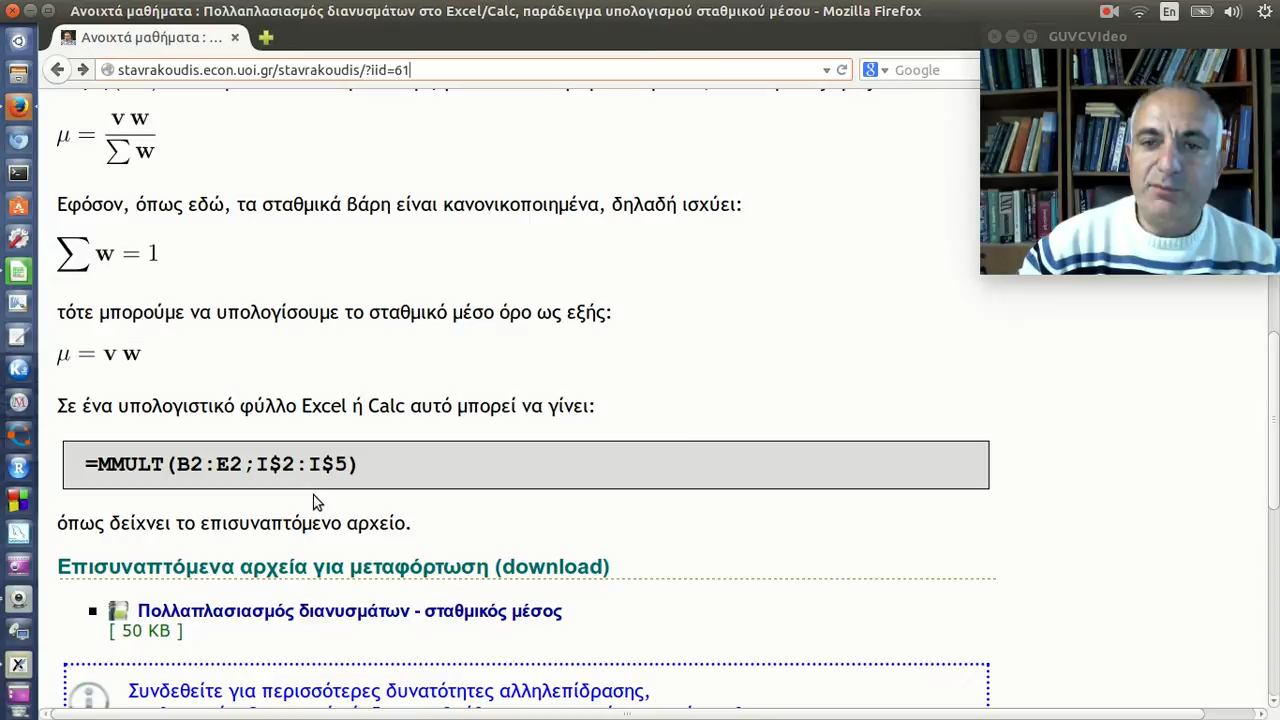 Ανοιχτά μαθήματα : Πολλαπλασιασμός διανυσμάτων στο Excel/Calc, παράδειγμα υπολογισμού σταθμικού μέσου - Mozilla Firefox
En
Ανοιχτά μαθήματα : ...
GUVCVIdeo
stavrakoudis.econ.uoi.gr/stavrakoudis/?iid=61
Google
μ = v w / ∑ w
Εφόσον, όπως εδώ, τα σταθμικά βάρη είναι κανονικοποιημένα, δηλαδή ισχύει:
∑ w = 1
τότε μπορούμε να υπολογίσουμε το σταθμικό μέσο όρο ως εξής:
μ = v w
Σε ένα υπολογιστικό φύλλο Excel ή Calc αυτό μπορεί να γίνει:
=MMULT(B2:E2;I$2:I$5)
όπως δείχνει το επισυναπτόμενο αρχείο.
Επισυναπτόμενα αρχεία για μεταφόρτωση (download)
Πολλαπλασιασμός διανυσμάτων - σταθμικός μέσος
[ 50 KB ]
Συνδεθείτε για περισσότερες δυνατότητες αλληλεπίδρασης,